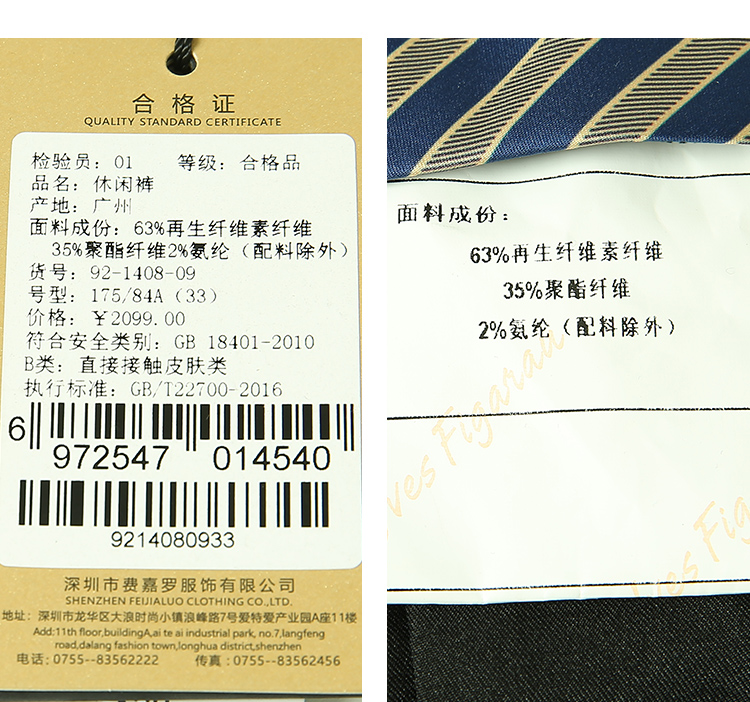 合格证
QUALITY STANDARD CERTIFICATE
检验员：01 等级：合格品
品名：休闲裤
产地：广州
面料成份：63%再生纤维素纤维
35%聚酯纤维2%氨纶（配料除外）
货号：92-1408-09
号型：175/84A（33）
价格：￥2099.00
符合安全类别：GB 18401-2010
B类：直接接触皮肤类
执行标准：GB/T22700-2016
6 972547 014540
9214080933
深圳市费嘉罗服饰有限公司
SHENZHEN FEIJIALUO CLOTHING CO.,LTD.
地址：深圳市龙华区大浪时尚小镇浪峰路7号爱特爱产业园A座11楼
Add:11th floor,buildingA,ai te ai industrial park, no.7,langfeng
road,dalang fashion town,longhua district,shenzhen
电话：0755--83562222 传真：0755--83562456
面料成份：
63%再生纤维素纤维
35%聚酯纤维
2%氨纶（配料除外）
ves Figaran
ves Fi